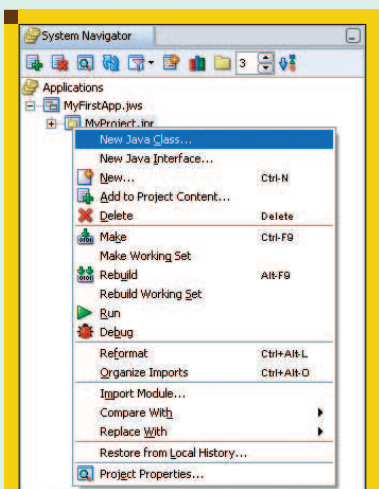 System Navigator
3
Applications
MyFirstApp.jws
MyProject.jpr
New Java Class...
New Java Interface...
New... Ctrl-N
Add to Project Content...
Delete Delete
Make Ctrl-F9
Make Working Set
Rebuild Alt-F9
Rebuild Working Set
Run
Debug
Reformat Ctrl+Alt-L
Organize Imports Ctrl+Alt-O
Import Module...
Compare With
Replace With
Restore from Local History...
Project Properties...